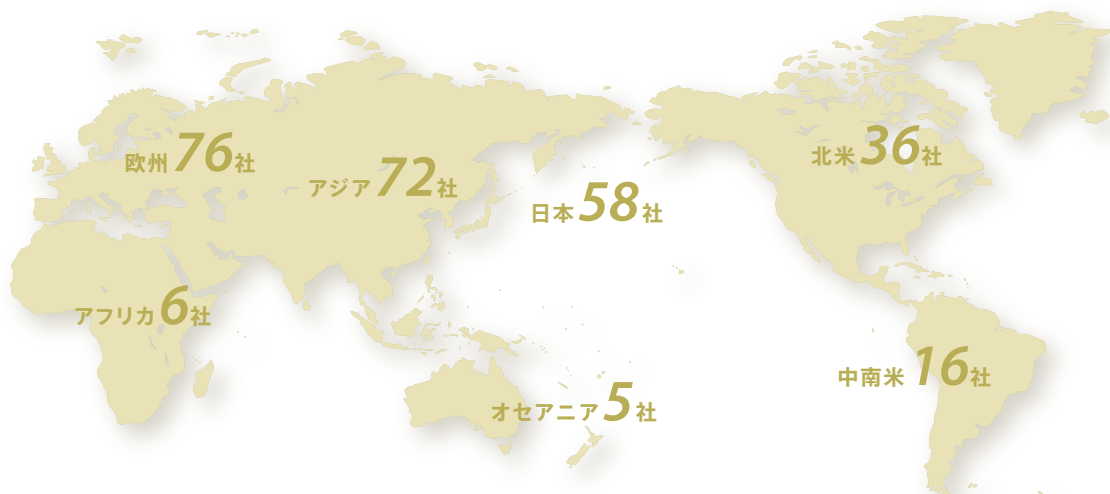 欧州76社
アジア72社
日本58社
北米36社
アフリカ6社
中南米16社
オセアニア5社